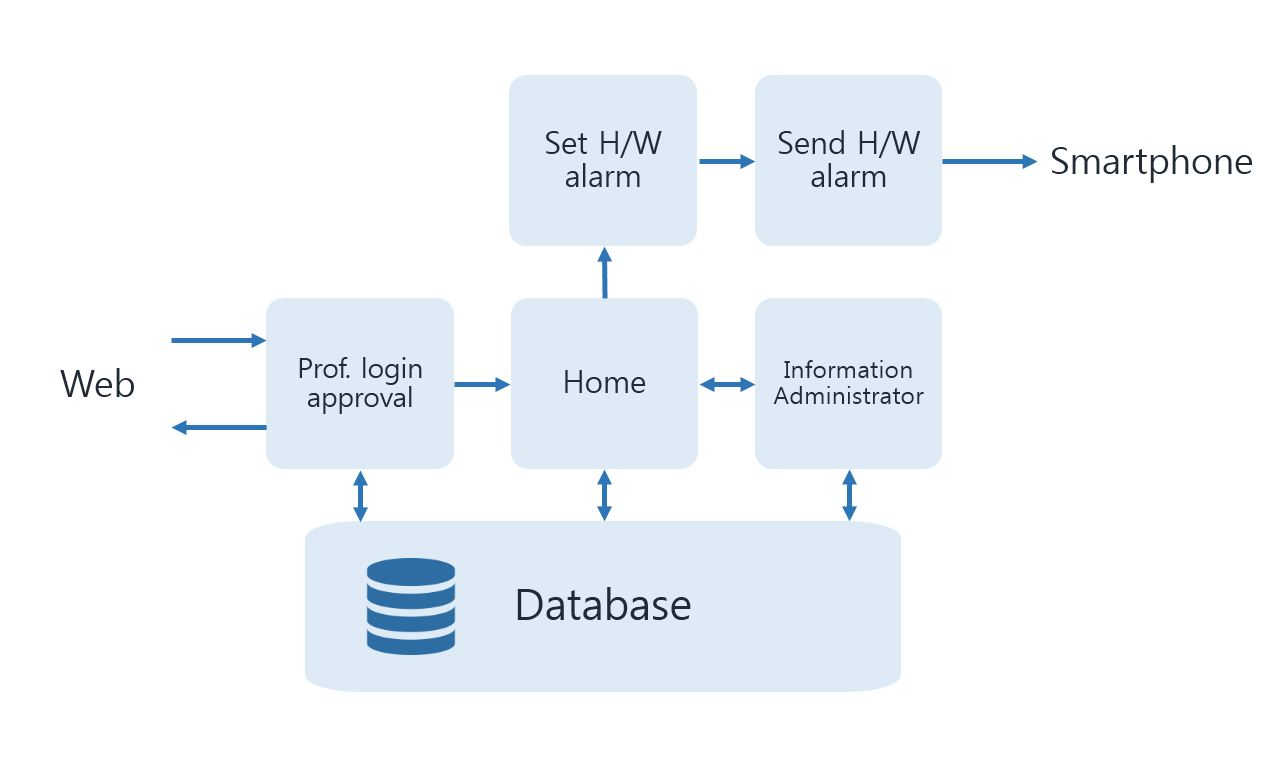 Set H/W
alarm
Send H/W
alarm
Smartphone
Web
Prof. login
approval
Home
Information
Administrator
Database